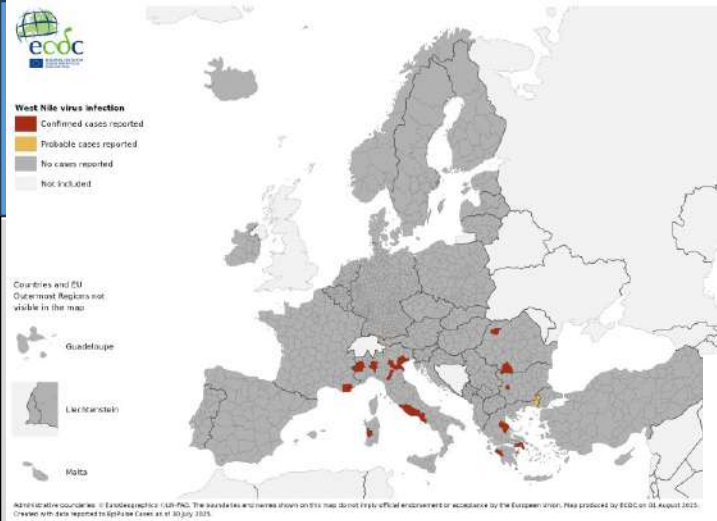 ecdc
West Nile virus infection
Confirmed cases reported
Probable cases reported
No cases reported
Not included
Countries and EU
Outermost Regions not
visible in the map
Guadeloupe
Liechtenstein
Malta
Administrative boundaries: © EuroGeographics ©UN-FAO. The boundaries and names shown on this map do not imply official endorsement or acceptance by the European Union. Map produced by ECDC on 01 August 2025.
Created with data reported to EpiPulse Cases as of 30 July 2025.